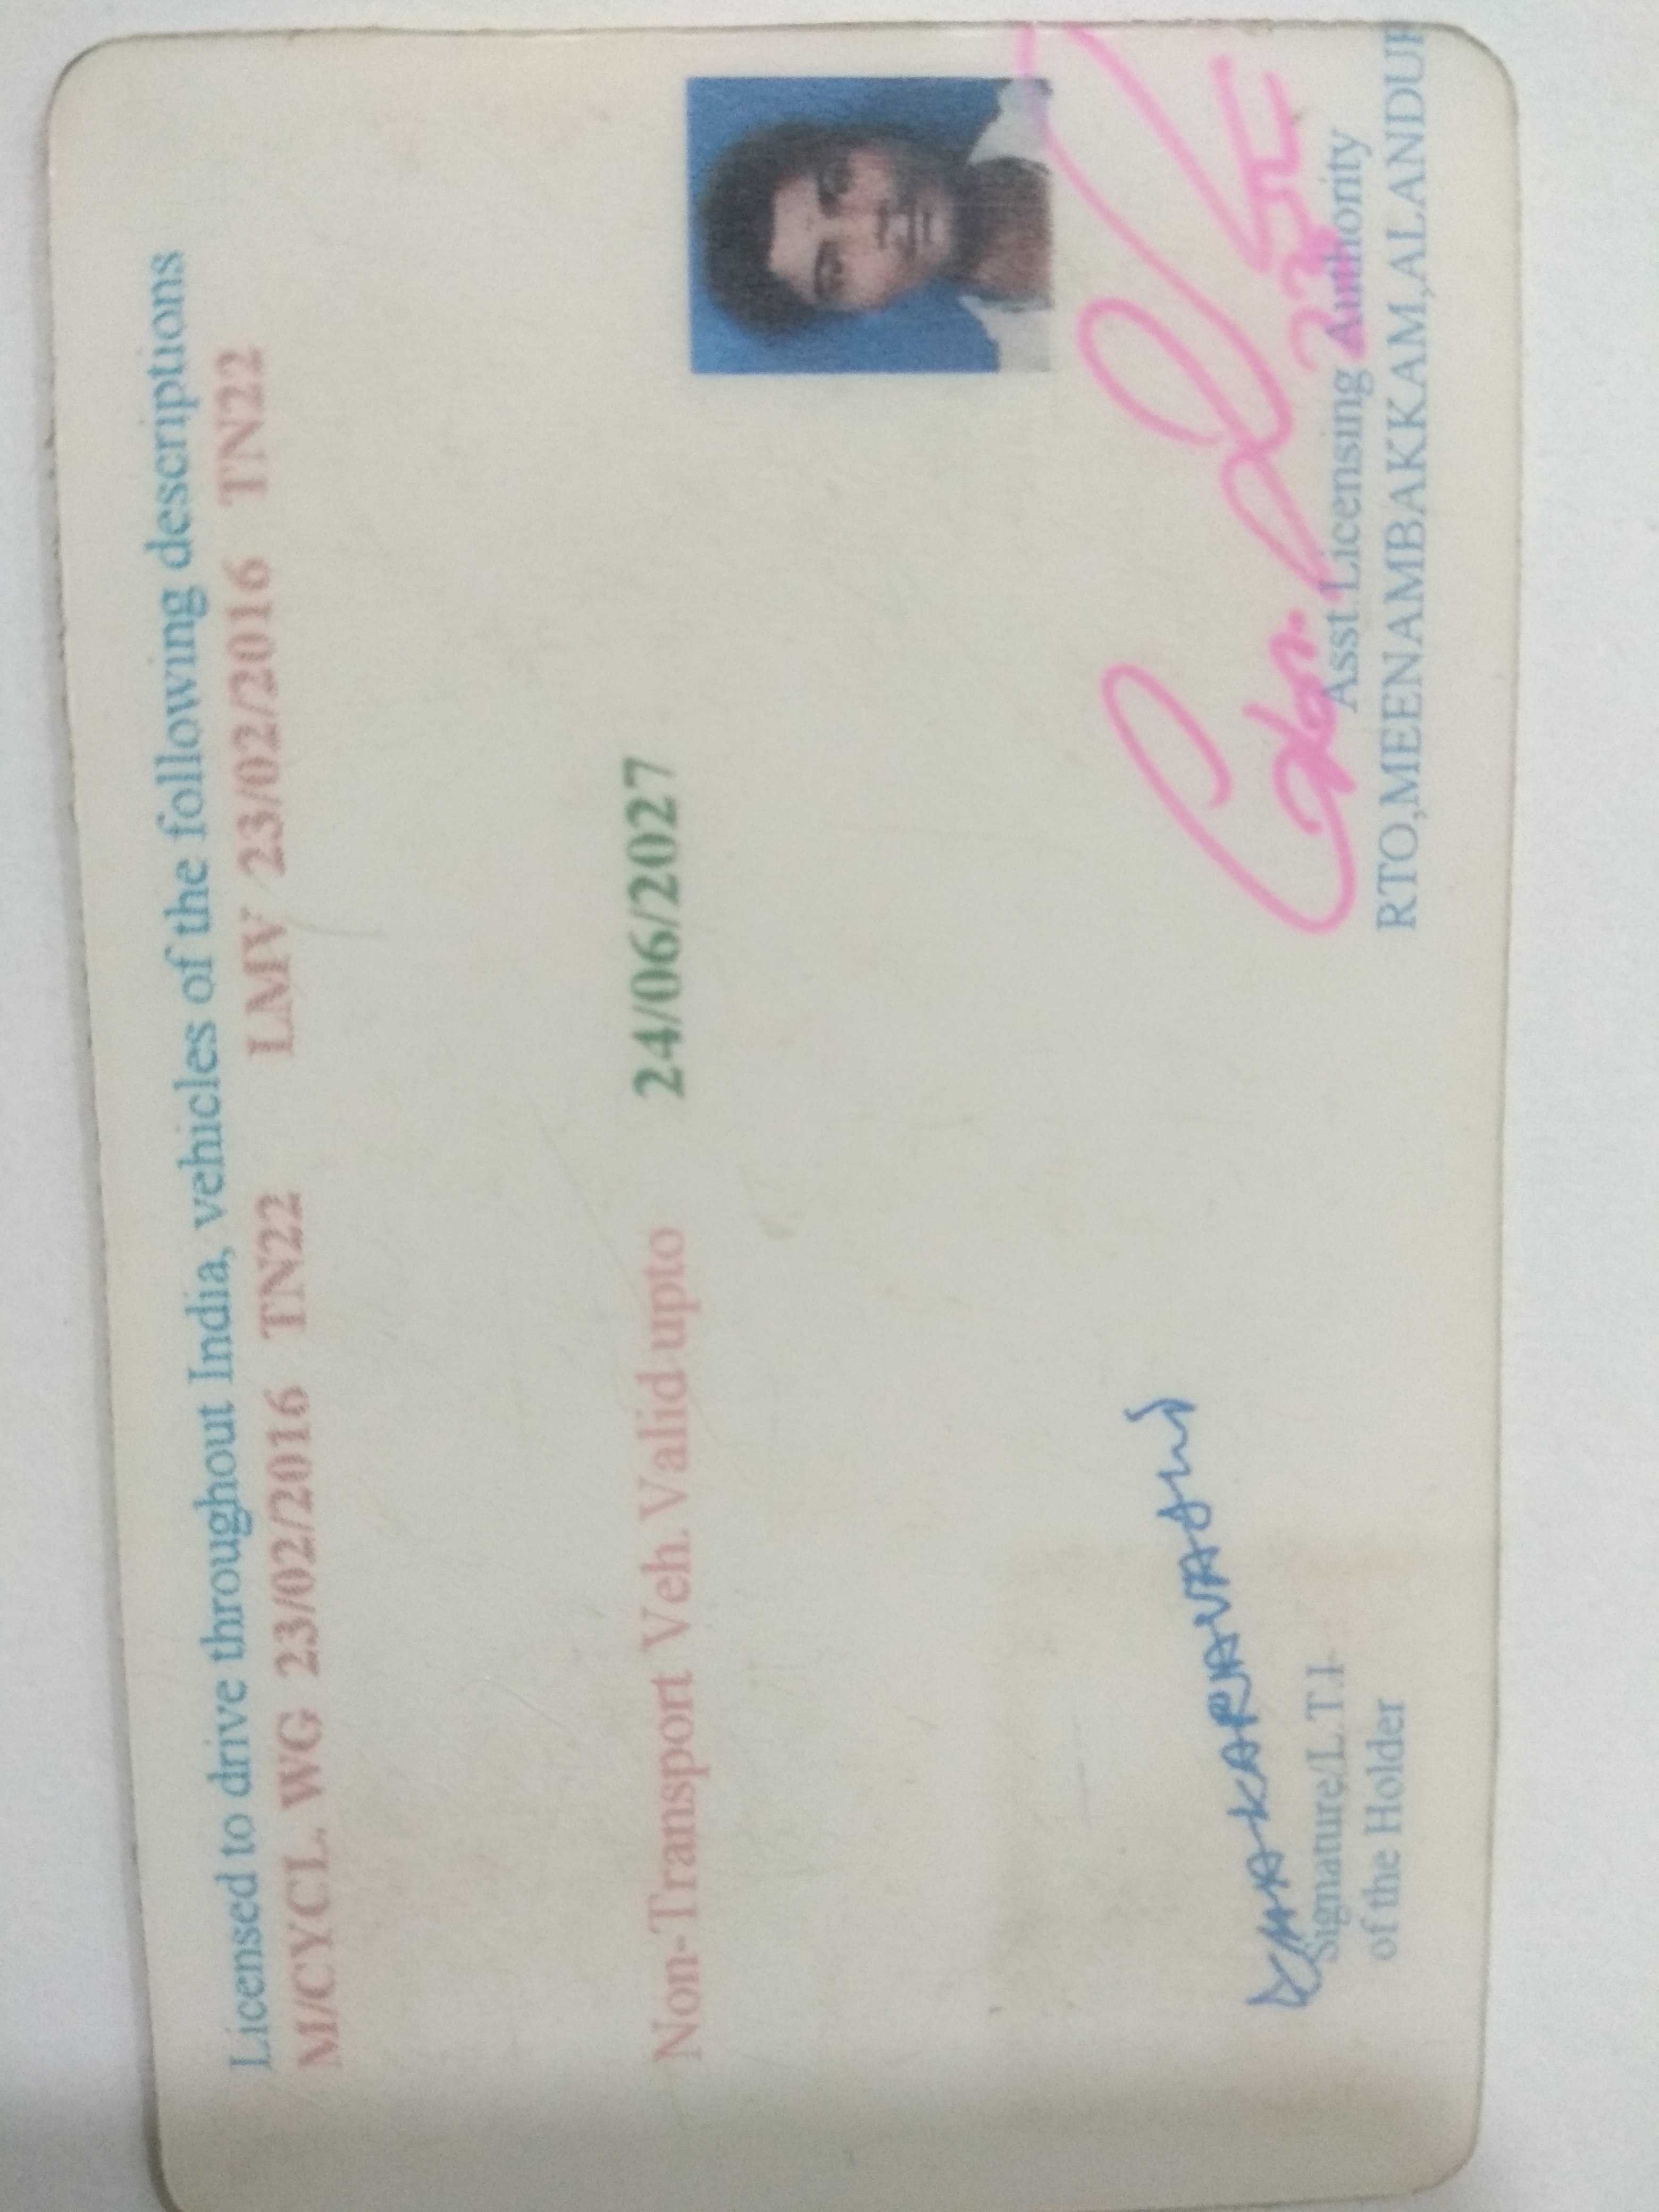 Licensed to drive throughout India, vehicles of the following descriptions
M/CYCL. WG 23/02/2016 TN22 LMV 23/02/2016 TN22
Non-Transport Veh. Valid upto 24/06/2027
Signature/L.T.I
of the Holder
Asst.Licensing Authority
RTO,MEENAMBAKKAM,ALANDUR